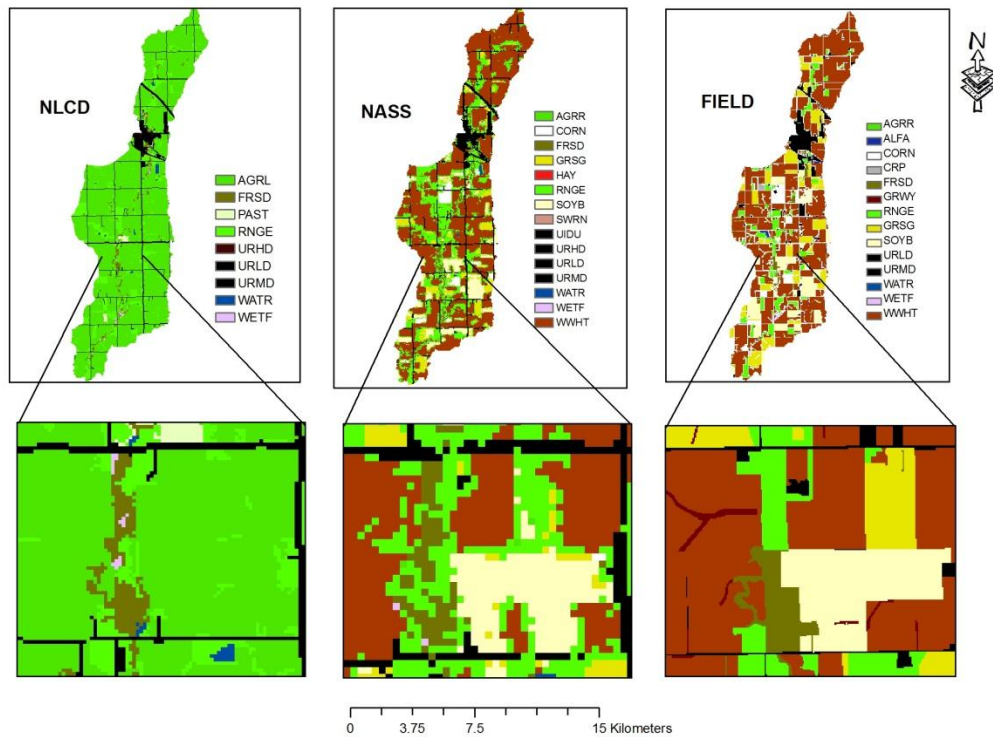 NLCD
AGRL
FRSD
PAST
RNGE
URHD
URLD
URMD
WATR
WETF
NASS
AGRR
CORN
FRSD
GRSG
HAY
RNGE
SOYB
SWRN
UIDU
URHD
URLD
URMD
WATR
WETF
WWHT
FIELD
AGRR
ALFA
CORN
CRP
FRSD
GRWY
RNGE
GRSG
SOYB
URLD
URMD
WATR
WETF
WWHT
N
0 3.75 7.5 15 Kilometers